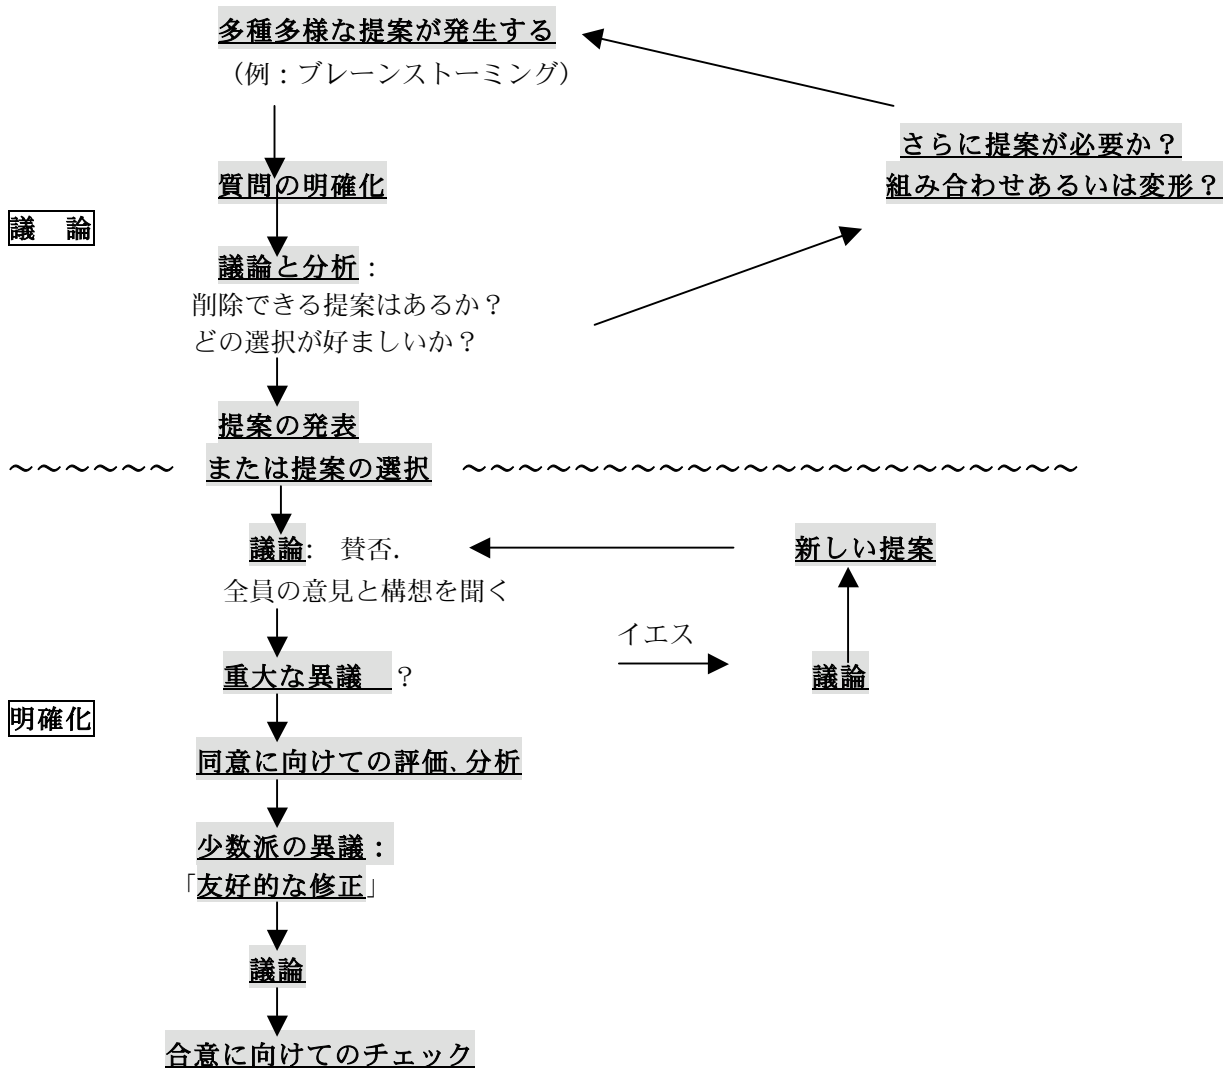 多種多様な提案が発生する
（例：ブレーンストーミング）
さらに提案が必要か？
組み合わせあるいは変形？
質問の明確化
議　論
議論と分析：
削除できる提案はあるか？
どの選択が好ましいか？
提案の発表
～～～～～～ または提案の選択 ～～～～～～～～～～～～～～～～～～～～～～
議論:　賛否.
新しい提案
全員の意見と構想を聞く
イエス
重大な異議　？
議論
明確化
同意に向けての評価、分析
少数派の異議：
「友好的な修正」
議論
合意に向けてのチェック